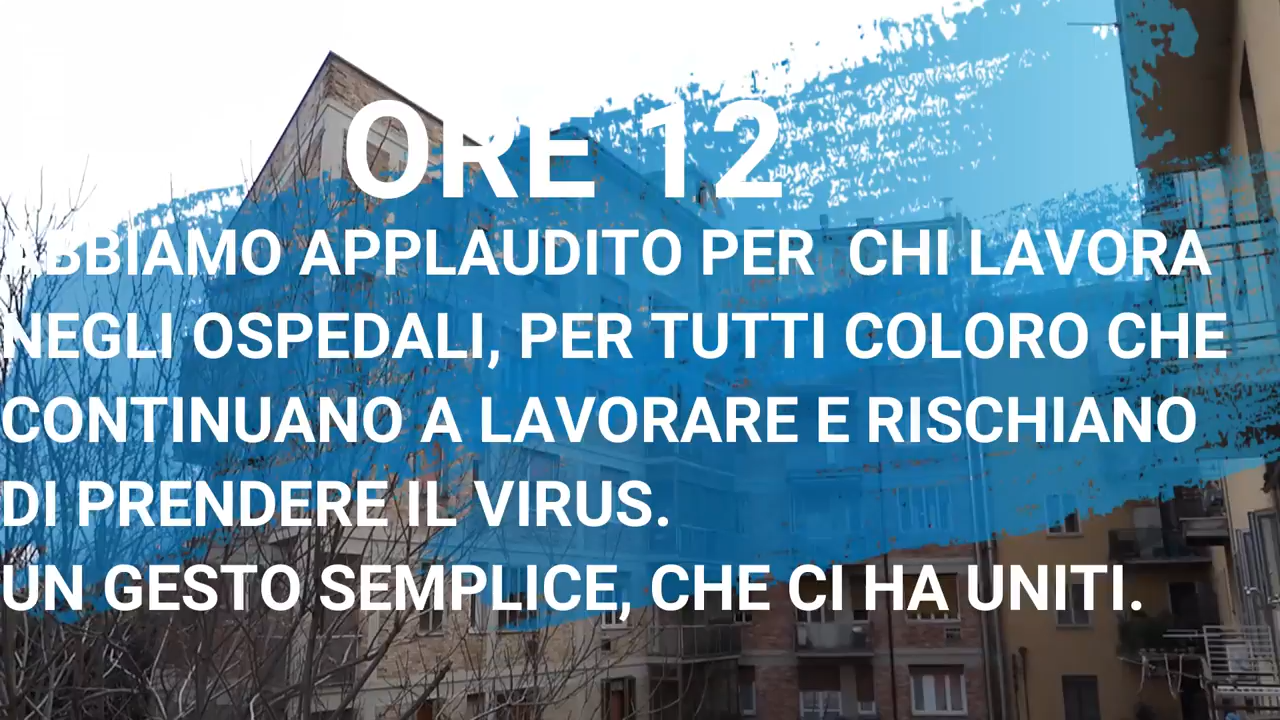 ORE 12
ABBIAMO APPLAUDITO PER CHI LAVORA
NEGLI OSPEDALI, PER TUTTI COLORO CHE
CONTINUANO A LAVORARE E RISCHIANO
DI PRENDERE IL VIRUS.
UN GESTO SEMPLICE, CHE CI HA UNITI.